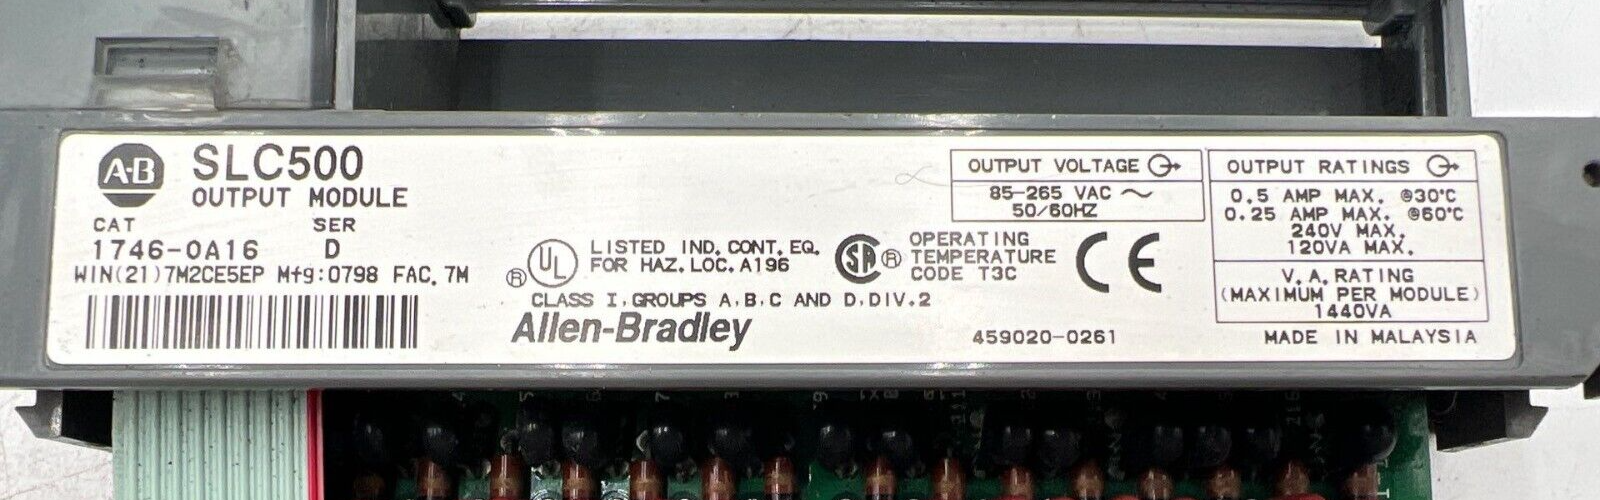 A-B SLC500
OUTPUT MODULE
CAT SER
1746-OA16 D
WIN(21)7M2CE5EP Mfg:0798 FAC. 7M
UL ®
LISTED IND. CONT. EQ.
FOR HAZ. LOC. A196
SA ®
OPERATING
TEMPERATURE
CODE T3C
CE
CLASS I, GROUPS A, B, C AND D, DIV. 2
Allen-Bradley
459020-0261
OUTPUT VOLTAGE
85-265 VAC ~
50/60HZ
OUTPUT RATINGS
0.5 AMP MAX. @30°C
0.25 AMP MAX. @60°C
240V MAX.
120VA MAX.
V.A. RATING
(MAXIMUM PER MODULE)
1440VA
MADE IN MALAYSIA